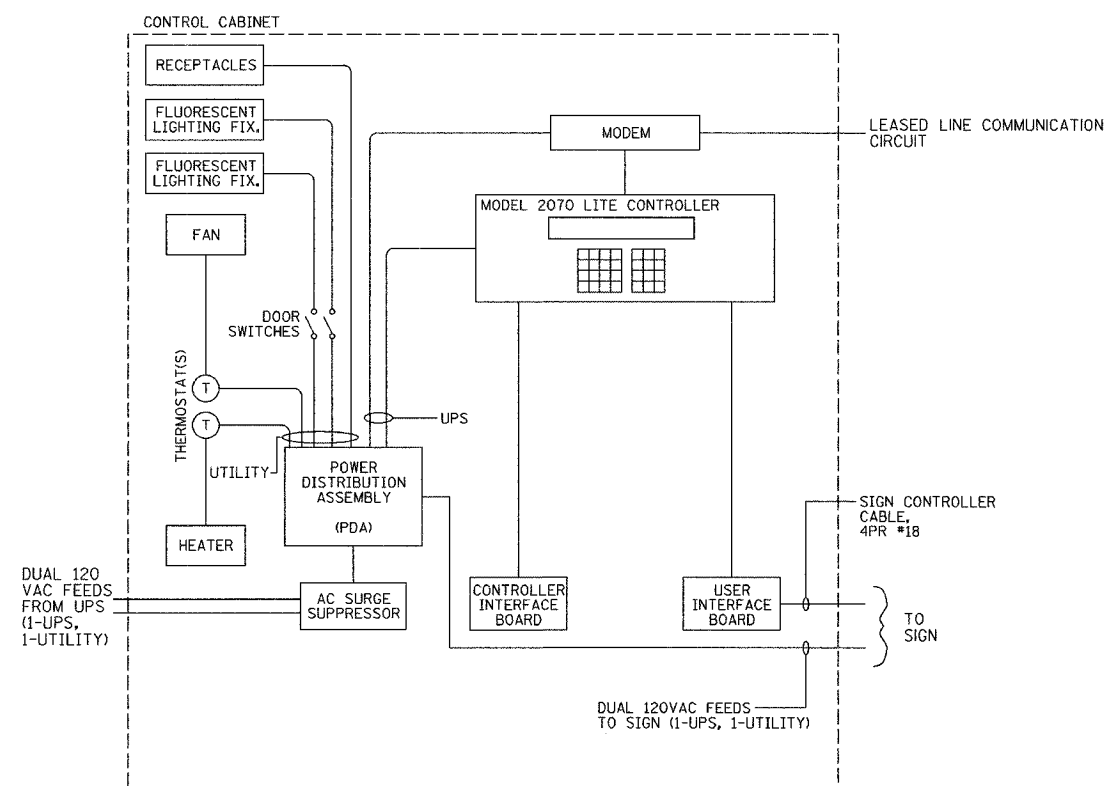 CONTROL CABINET
RECEPTACLES
FLUORESCENT
LIGHTING FIX.
FLUORESCENT
LIGHTING FIX.
FAN
MODEM
LEASED LINE COMMUNICATION
CIRCUIT
MODEL 2070 LITE CONTROLLER
DOOR
SWITCHES
THERMOSTAT(S)
T
T
UPS
UTILITY
POWER
DISTRIBUTION
ASSEMBLY
(PDA)
HEATER
SIGN CONTROLLER
CABLE,
4PR #18
DUAL 120
VAC FEEDS
FROM UPS
(1-UPS,
1-UTILITY)
AC SURGE
SUPPRESSOR
CONTROLLER
INTERFACE
BOARD
USER
INTERFACE
BOARD
TO
SIGN
DUAL 120VAC FEEDS
TO SIGN (1-UPS, 1-UTILITY)